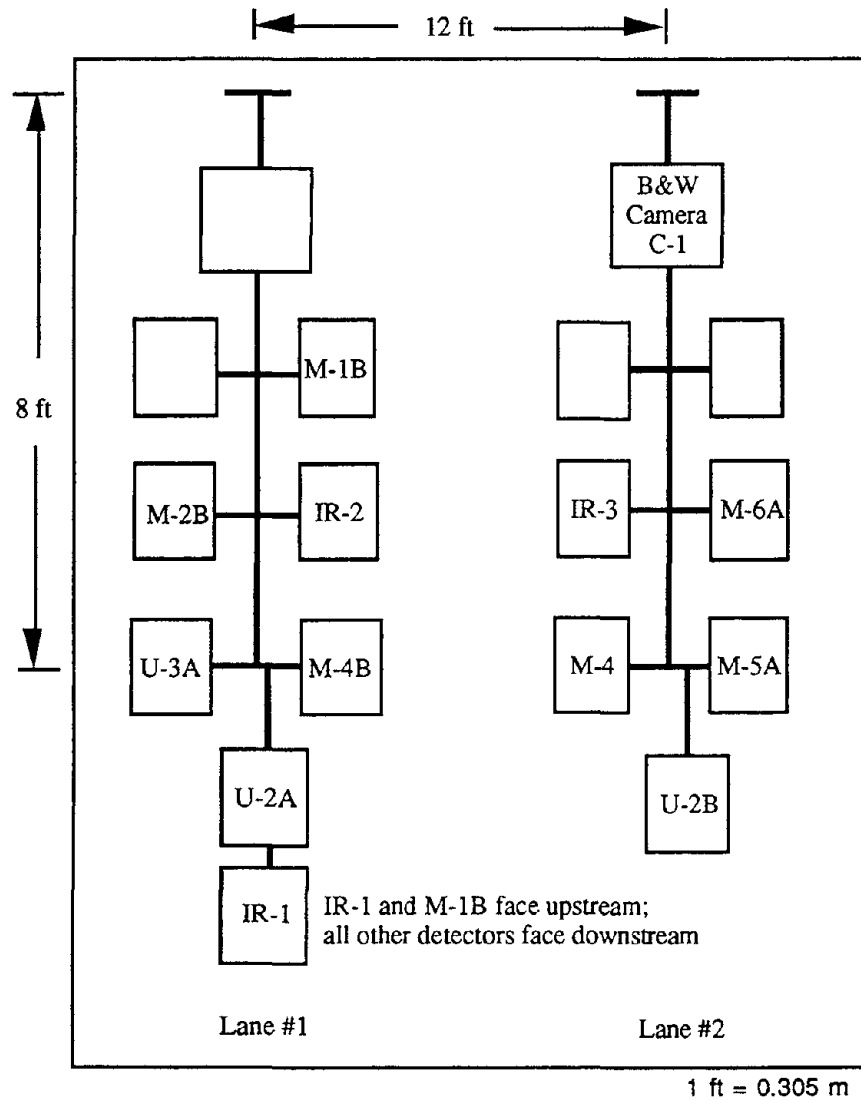 12 ft
B&W
Camera
C-1
M-1B
8 ft
M-2B
IR-2
IR-3
M-6A
U-3A
M-4B
M-4
M-5A
U-2A
U-2B
IR-1
IR-1 and M-1B face upstream;
all other detectors face downstream
Lane #1
Lane #2
1 ft = 0.305 m